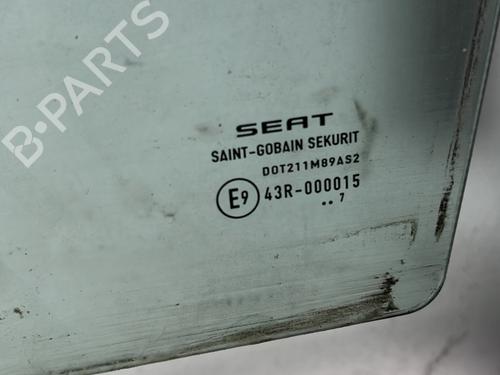 B-PARTS
SEAT
SAINT-GOBAIN SEKURIT
DOT211M89AS2
E9 43R-000015
.. 7